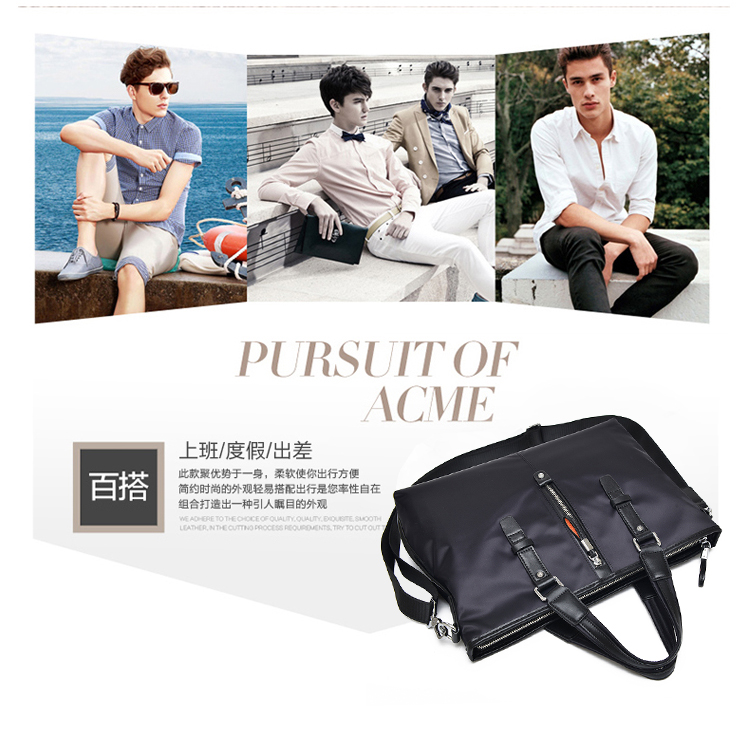 PURSUIT OF
ACME
百搭
上班/度假/出差
此款聚优势于一身，柔软使你出行方便
简约时尚的外观轻易搭配出行是您率性自在
组合打造出一种引人瞩目的外观
WE ADHERE TO THE CHOICE OF QUALITY, QUALITY, EXQUISITE, SMOOTH
LEATHER, IN THE CUTTING PROCESS REQUIREMENTS, TRY TO CUT OUT